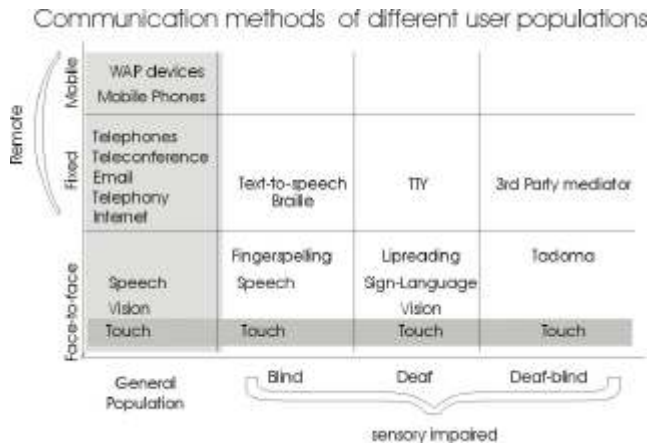 Communication methods of different user populations
Remote
Mobile
WAP devices
Mobile Phones
Fixed
Telephones
Teleconference
Email
Telephony
Internet
Text-to-speech
Braille
TTY
3rd Party mediator
Face-to-face
Speech
Vision
Touch
Fingerspelling
Speech
Touch
Lipreading
Sign-Language
Vision
Touch
Tadoma
Touch
General
Population
Blind
Deaf
Deaf-blind
sensory impaired